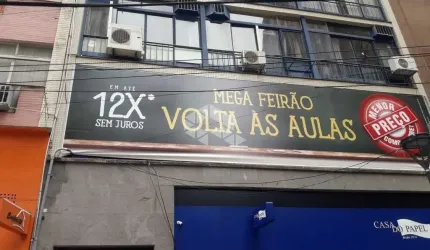 EM ATÉ
12X*
SEM JUROS
MEGA FEIRÃO
VOLTA ÀS AULAS
MENOR
PREÇO
CASA
DO PAPEL